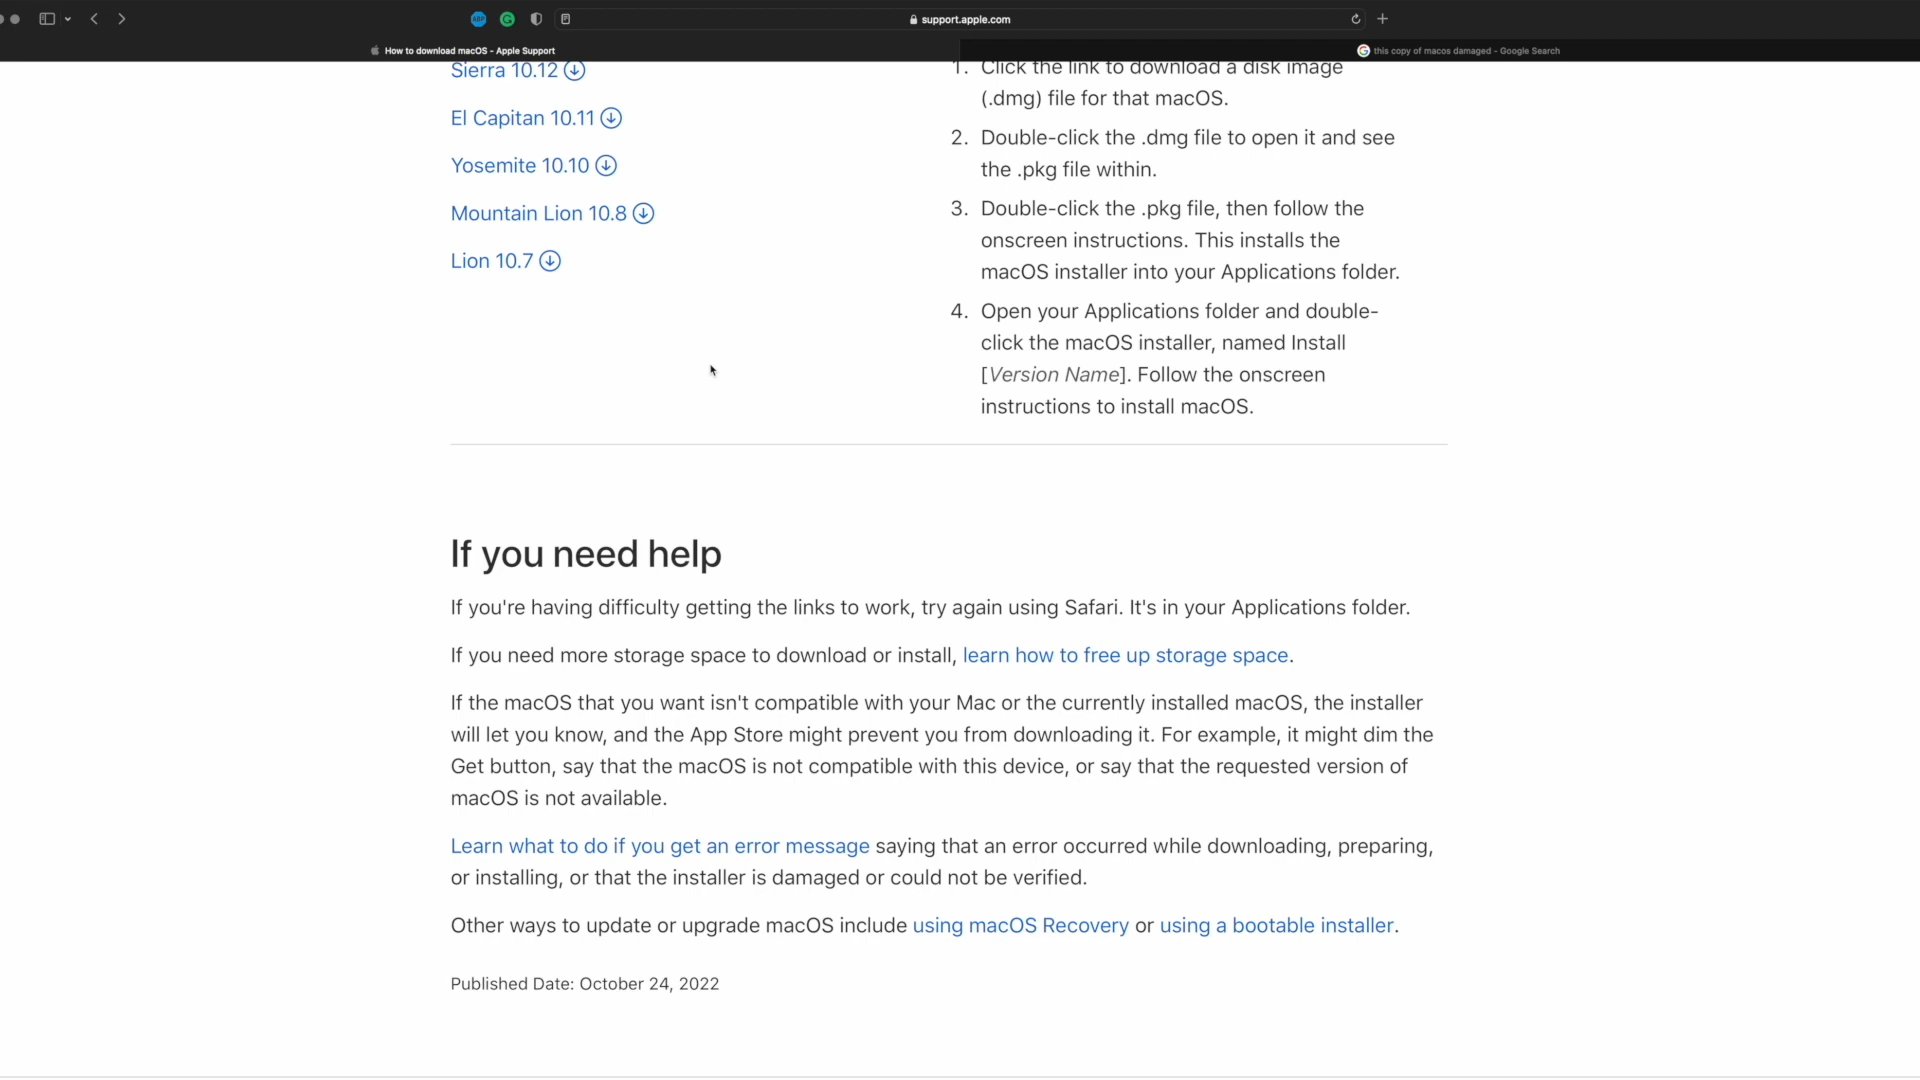 support.apple.com
How to download macOS - Apple Support
this copy of macos damaged - Google Search
Sierra 10.12
El Capitan 10.11
Yosemite 10.10
Mountain Lion 10.8
Lion 10.7
1. Click the link to download a disk image
(.dmg) file for that macOS.
2. Double-click the .dmg file to open it and see
the .pkg file within.
3. Double-click the .pkg file, then follow the
onscreen instructions. This installs the
macOS installer into your Applications folder.
4. Open your Applications folder and double-
click the macOS installer, named Install
[Version Name]. Follow the onscreen
instructions to install macOS.
If you need help
If you're having difficulty getting the links to work, try again using Safari. It's in your Applications folder.
If you need more storage space to download or install, learn how to free up storage space.
If the macOS that you want isn't compatible with your Mac or the currently installed macOS, the installer
will let you know, and the App Store might prevent you from downloading it. For example, it might dim the
Get button, say that the macOS is not compatible with this device, or say that the requested version of
macOS is not available.
Learn what to do if you get an error message saying that an error occurred while downloading, preparing,
or installing, or that the installer is damaged or could not be verified.
Other ways to update or upgrade macOS include using macOS Recovery or using a bootable installer.
Published Date: October 24, 2022